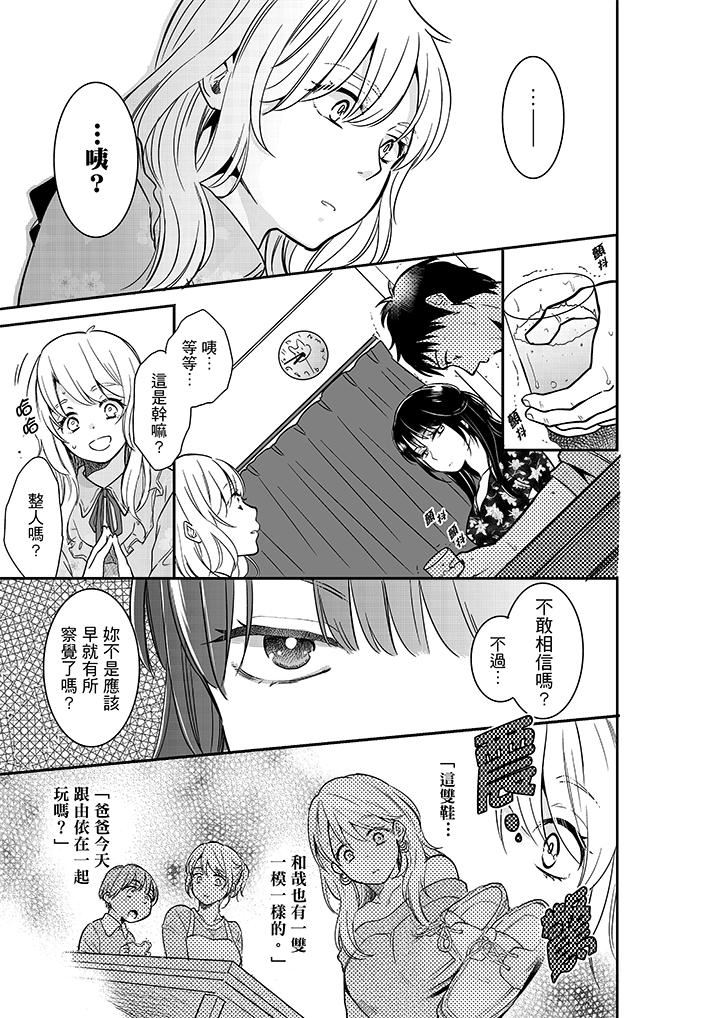 …──
…咦？
顫抖
顫抖
顫抖
顫抖
咦…
等等…
這是幹嘛？
哈哈
整人嗎？
不敢相信嗎？
不過…
妳不是應該
早就有所
察覺了嗎？
震…
「這雙鞋…
和哉也有一雙
一模一樣的。」
「爸爸今天
跟由依在一起
玩嗎？」